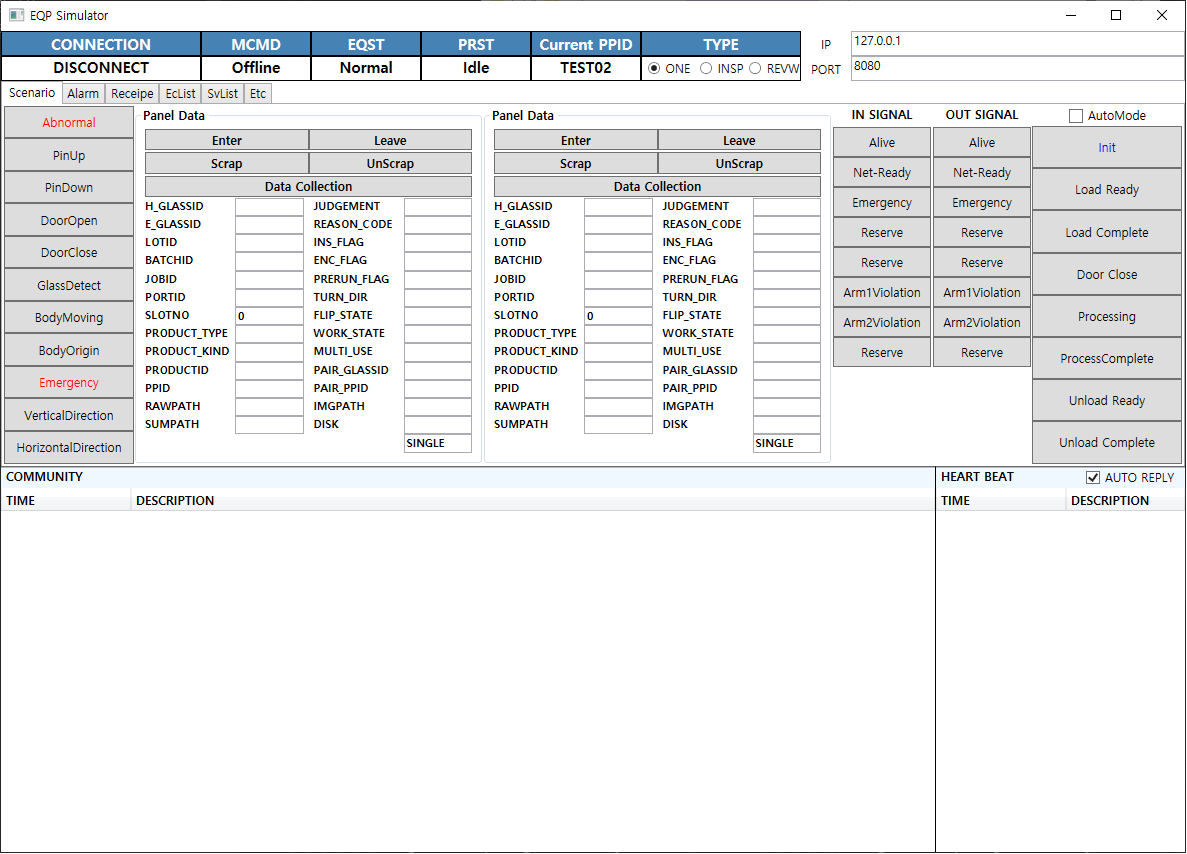 EQP Simulator
CONNECTION MCMD EQST PRST Current PPID TYPE IP 127.0.0.1
DISCONNECT Offline Normal Idle TEST02 ONE INSP REVW PORT 8080
Scenario Alarm Receipe EcList SvList Etc
Abnormal
PinUp
PinDown
DoorOpen
DoorClose
GlassDetect
BodyMoving
BodyOrigin
Emergency
VerticalDirection
HorizontalDirection
Panel Data
Enter Leave
Scrap UnScrap
Data Collection
H_GLASSID JUDGEMENT
E_GLASSID REASON_CODE
LOTID INS_FLAG
BATCHID ENC_FLAG
JOBID PRERUN_FLAG
PORTID TURN_DIR
SLOTNO 0 FLIP_STATE
PRODUCT_TYPE WORK_STATE
PRODUCT_KIND MULTI_USE
PRODUCTID PAIR_GLASSID
PPID PAIR_PPID
RAWPATH IMGPATH
SUMPATH DISK
SINGLE
Panel Data
Enter Leave
Scrap UnScrap
Data Collection
H_GLASSID JUDGEMENT
E_GLASSID REASON_CODE
LOTID INS_FLAG
BATCHID ENC_FLAG
JOBID PRERUN_FLAG
PORTID TURN_DIR
SLOTNO 0 FLIP_STATE
PRODUCT_TYPE WORK_STATE
PRODUCT_KIND MULTI_USE
PRODUCTID PAIR_GLASSID
PPID PAIR_PPID
RAWPATH IMGPATH
SUMPATH DISK
SINGLE
IN SIGNAL OUT SIGNAL
Alive Alive
Net-Ready Net-Ready
Emergency Emergency
Reserve Reserve
Reserve Reserve
Arm1Violation Arm1Violation
Arm2Violation Arm2Violation
Reserve Reserve
AutoMode
Init
Load Ready
Load Complete
Door Close
Processing
ProcessComplete
Unload Ready
Unload Complete
COMMUNITY
TIME DESCRIPTION
HEART BEAT AUTO REPLY
TIME DESCRIPTION